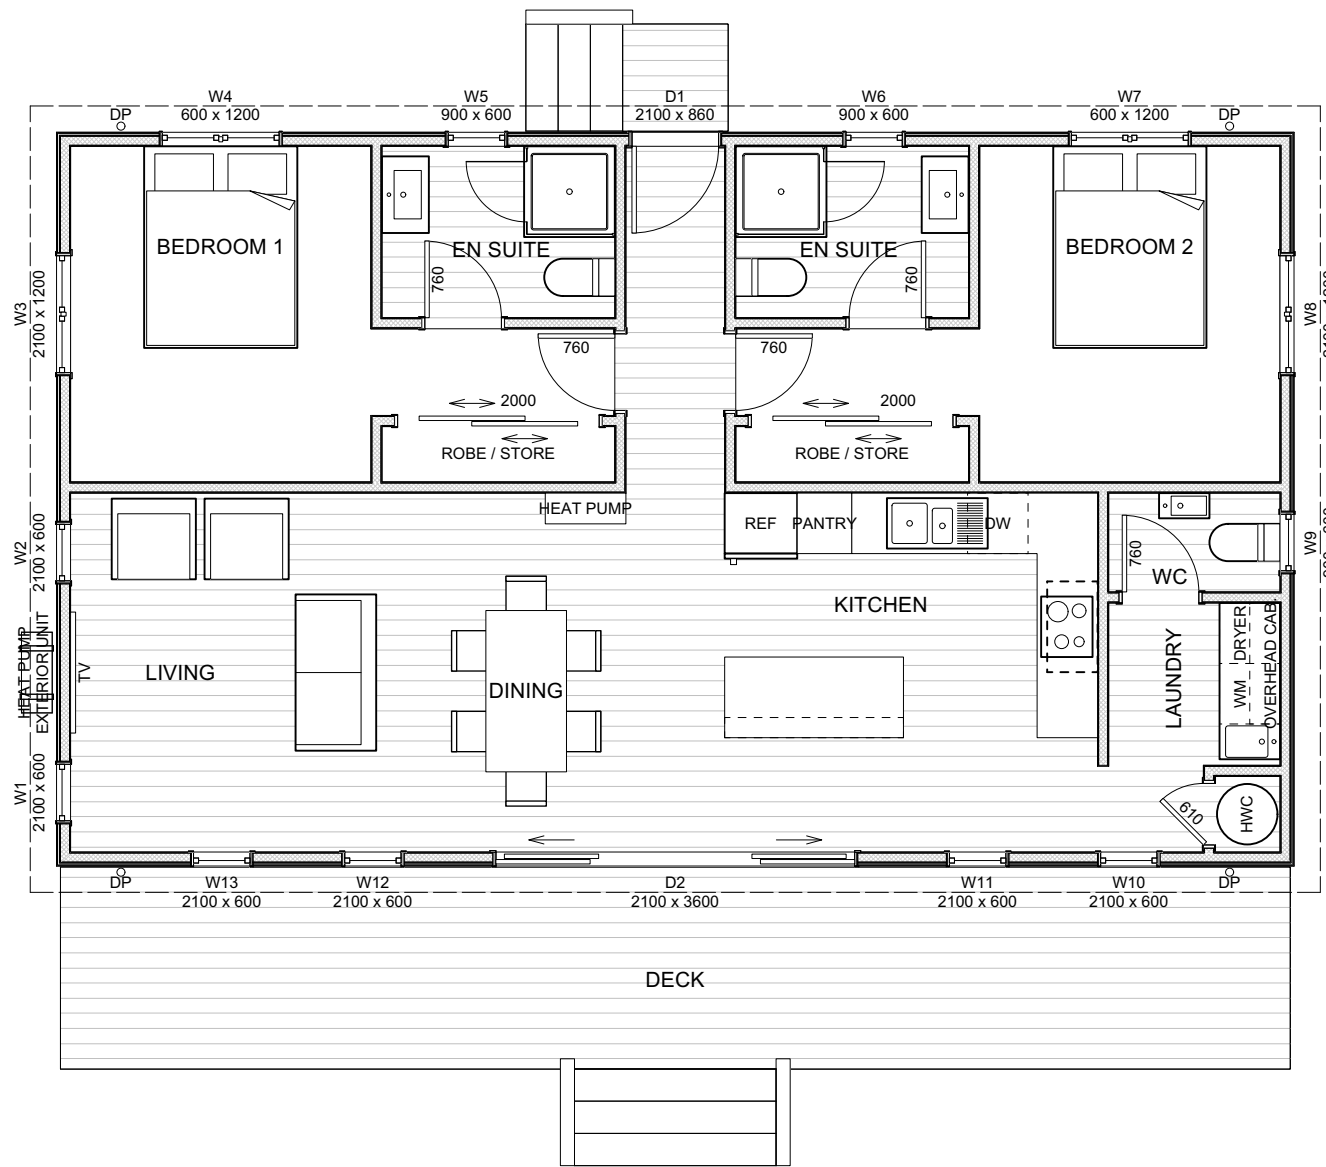 W4
600 x 1200
W5
900 x 600
D1
2100 x 860
W6
900 x 600
W7
600 x 1200
DP
DP
BEDROOM 1
EN SUITE
EN SUITE
BEDROOM 2
760
760
W3
2100 x 1200
W8
760
760
2000
2000
ROBE / STORE
ROBE / STORE
HEAT PUMP
REF
PANTRY
DW
W2
2100 x 600
W9
760
WC
KITCHEN
HEAT PUMP
EXTERIOR UNIT
TV
LIVING
DINING
LAUNDRY
DRYER
WM
OVERHEAD CAB.
W1
2100 x 600
610
HWC
DP
W13
2100 x 600
W12
2100 x 600
D2
2100 x 3600
W11
2100 x 600
W10
2100 x 600
DP
DECK